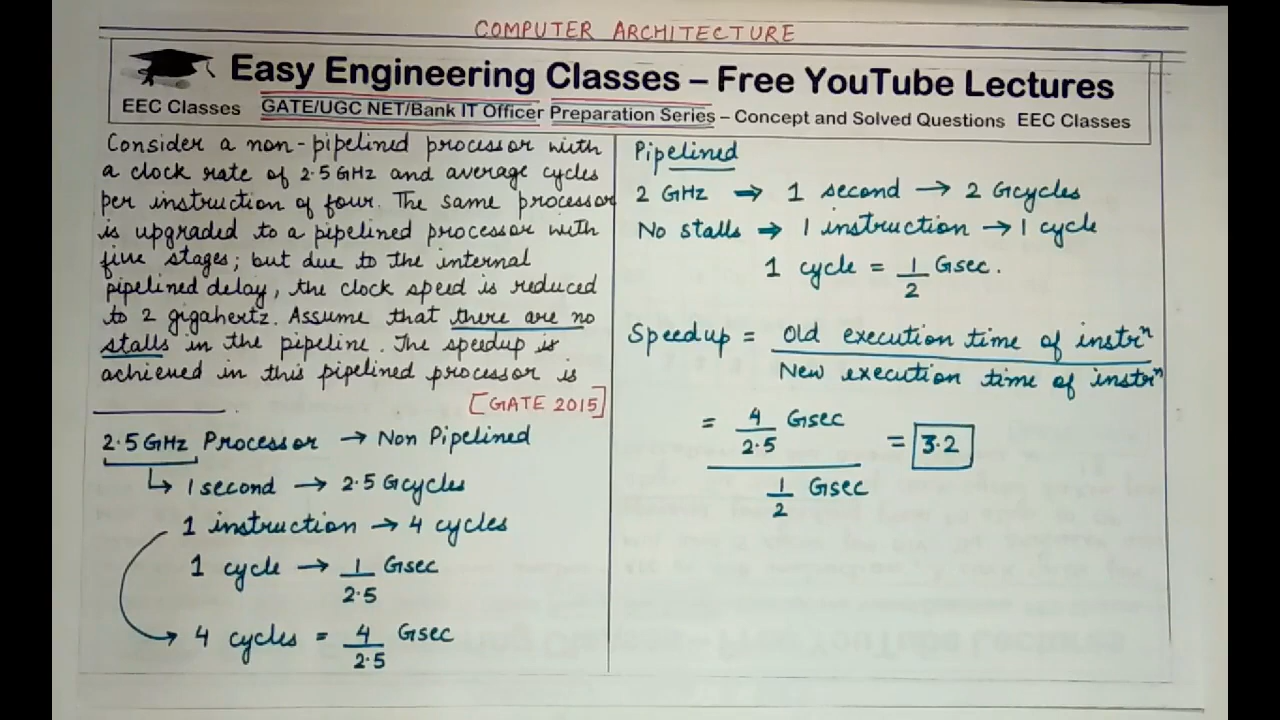 COMPUTER ARCHITECTURE
Easy Engineering Classes – Free YouTube Lectures
EEC Classes GATE/UGC NET/Bank IT Officer Preparation Series – Concept and Solved Questions EEC Classes
Consider a non-pipelined processor with
a clock rate of 2.5 GHz and average cycles
per instruction of four. The same processor
is upgraded to a pipelined processor with
five stages; but due to the internal
pipelined delay, the clock speed is reduced
to 2 gigahertz. Assume that there are no
stalls in the pipeline. The speedup is
achieved in this pipelined processor is
__________.
[GATE 2015]
2.5 GHz Processor → Non Pipelined
↳ 1 second → 2.5 Gcycles
1 instruction → 4 cycles
1 cycle → 1/2.5 Gsec
→ 4 cycles = 4/2.5 Gsec
Pipelined
2 GHz → 1 second → 2 Gcycles
No stalls → 1 instruction → 1 cycle
1 cycle = 1/2 Gsec.
Speedup = Old execution time of instrⁿ
New execution time of instrⁿ
= 4/2.5 Gsec = 3.2
1/2 Gsec